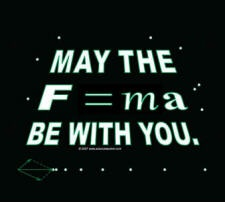 MAY THE
F = ma
BE WITH YOU.